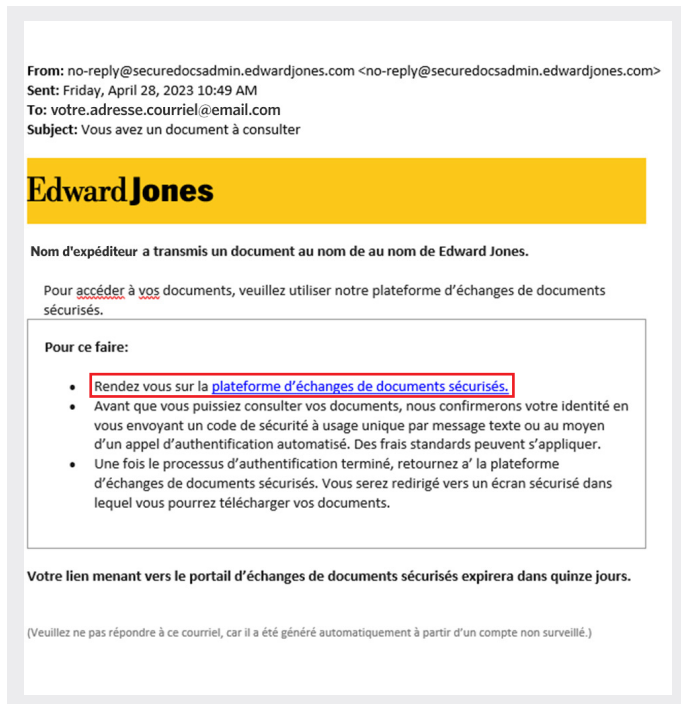 From: no-reply@securedocsadmin.edwardjones.com <no-reply@securedocsadmin.edwardjones.com>
Sent: Friday, April 28, 2023 10:49 AM
To: votre.adresse.courriel@email.com
Subject: Vous avez un document à consulter
Edward Jones
Nom d'expéditeur a transmis un document au nom de au nom de Edward Jones.
Pour accéder à vos documents, veuillez utiliser notre plateforme d'échanges de documents
sécurisés.
Pour ce faire:
• Rendez vous sur la plateforme d'échanges de documents sécurisés.
• Avant que vous puissiez consulter vos documents, nous confirmerons votre identité en
vous envoyant un code de sécurité à usage unique par message texte ou au moyen
d'un appel d'authentification automatisé. Des frais standards peuvent s'appliquer.
• Une fois le processus d'authentification terminé, retournez a' la plateforme
d'échanges de documents sécurisés. Vous serez redirigé vers un écran sécurisé dans
lequel vous pourrez télécharger vos documents.
Votre lien menant vers le portail d'échanges de documents sécurisés expirera dans quinze jours.
(Veuillez ne pas répondre à ce courriel, car il a été généré automatiquement à partir d'un compte non surveillé.)